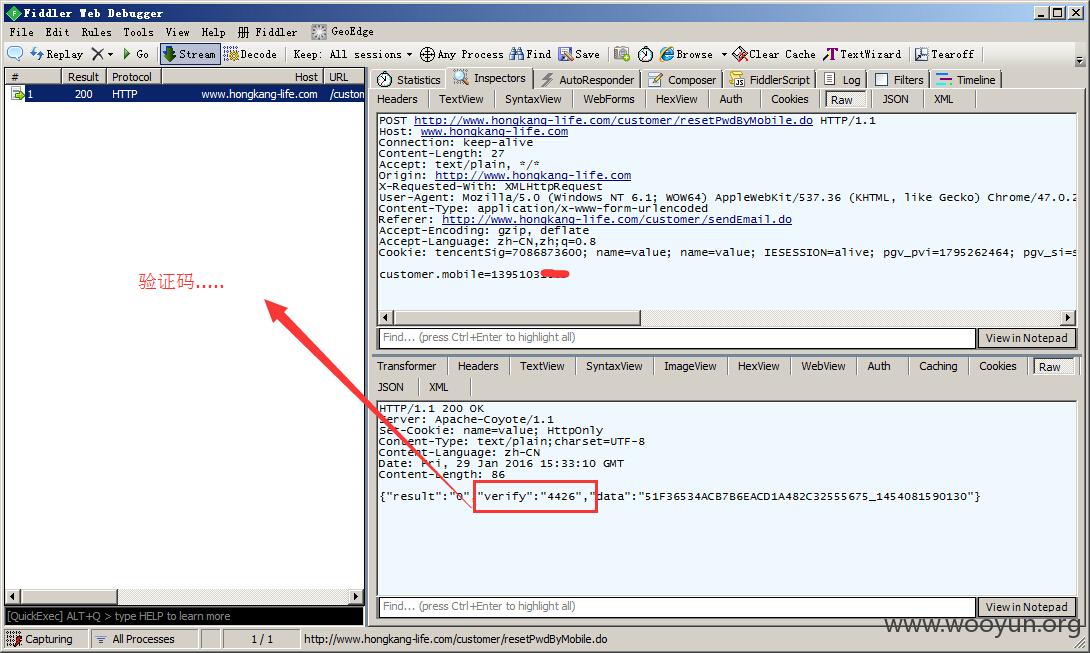 Fiddler Web Debugger
File Edit Rules Tools View Help Fiddler GeoEdge
Replay Go Stream Decode Keep: All sessions Any Process Find Save Browse Clear Cache TextWizard Tearoff
# Result Protocol Host URL
1 200 HTTP www.hongkang-life.com /custom
Statistics Inspectors AutoResponder Composer FiddlerScript Log Filters Timeline
Headers TextView SyntaxView WebForms HexView Auth Cookies Raw JSON XML
POST http://www.hongkang-life.com/customer/resetPwdByMobile.do HTTP/1.1
Host: www.hongkang-life.com
Connection: keep-alive
Content-Length: 27
Accept: text/plain, */*
Origin: http://www.hongkang-life.com
X-Requested-With: XMLHttpRequest
User-Agent: Mozilla/5.0 (Windows NT 6.1; WOW64) AppleWebKit/537.36 (KHTML, like Gecko) Chrome/47.0.2
Content-Type: application/x-www-form-urlencoded
Referer: http://www.hongkang-life.com/customer/sendEmail.do
Accept-Encoding: gzip, deflate
Accept-Language: zh-CN,zh;q=0.8
Cookie: tencentSig=7086873600; name=value; name=value; IESESSION=alive; pgv_pvi=1795262464; pgv_si=s
customer.mobile=1395103
验证码.....
Find... (press Ctrl+Enter to highlight all) View in Notepad
Transformer Headers TextView SyntaxView ImageView HexView WebView Auth Caching Cookies Raw
JSON XML
HTTP/1.1 200 OK
Server: Apache-Coyote/1.1
Set-Cookie: name=value; HttpOnly
Content-Type: text/plain;charset=UTF-8
Content-Language: zh-CN
Date: Fri, 29 Jan 2016 15:33:10 GMT
Content-Length: 86
{"result":"0","verify":"4426","data":"51F36534ACB7B6EACD1A482C32555675_1454081590130"}
Find... (press Ctrl+Enter to highlight all) View in Notepad
[QuickExec] ALT+Q > type HELP to learn more
Capturing All Processes 1 / 1 http://www.hongkang-life.com/customer/resetPwdByMobile.do
www.wooyun.org